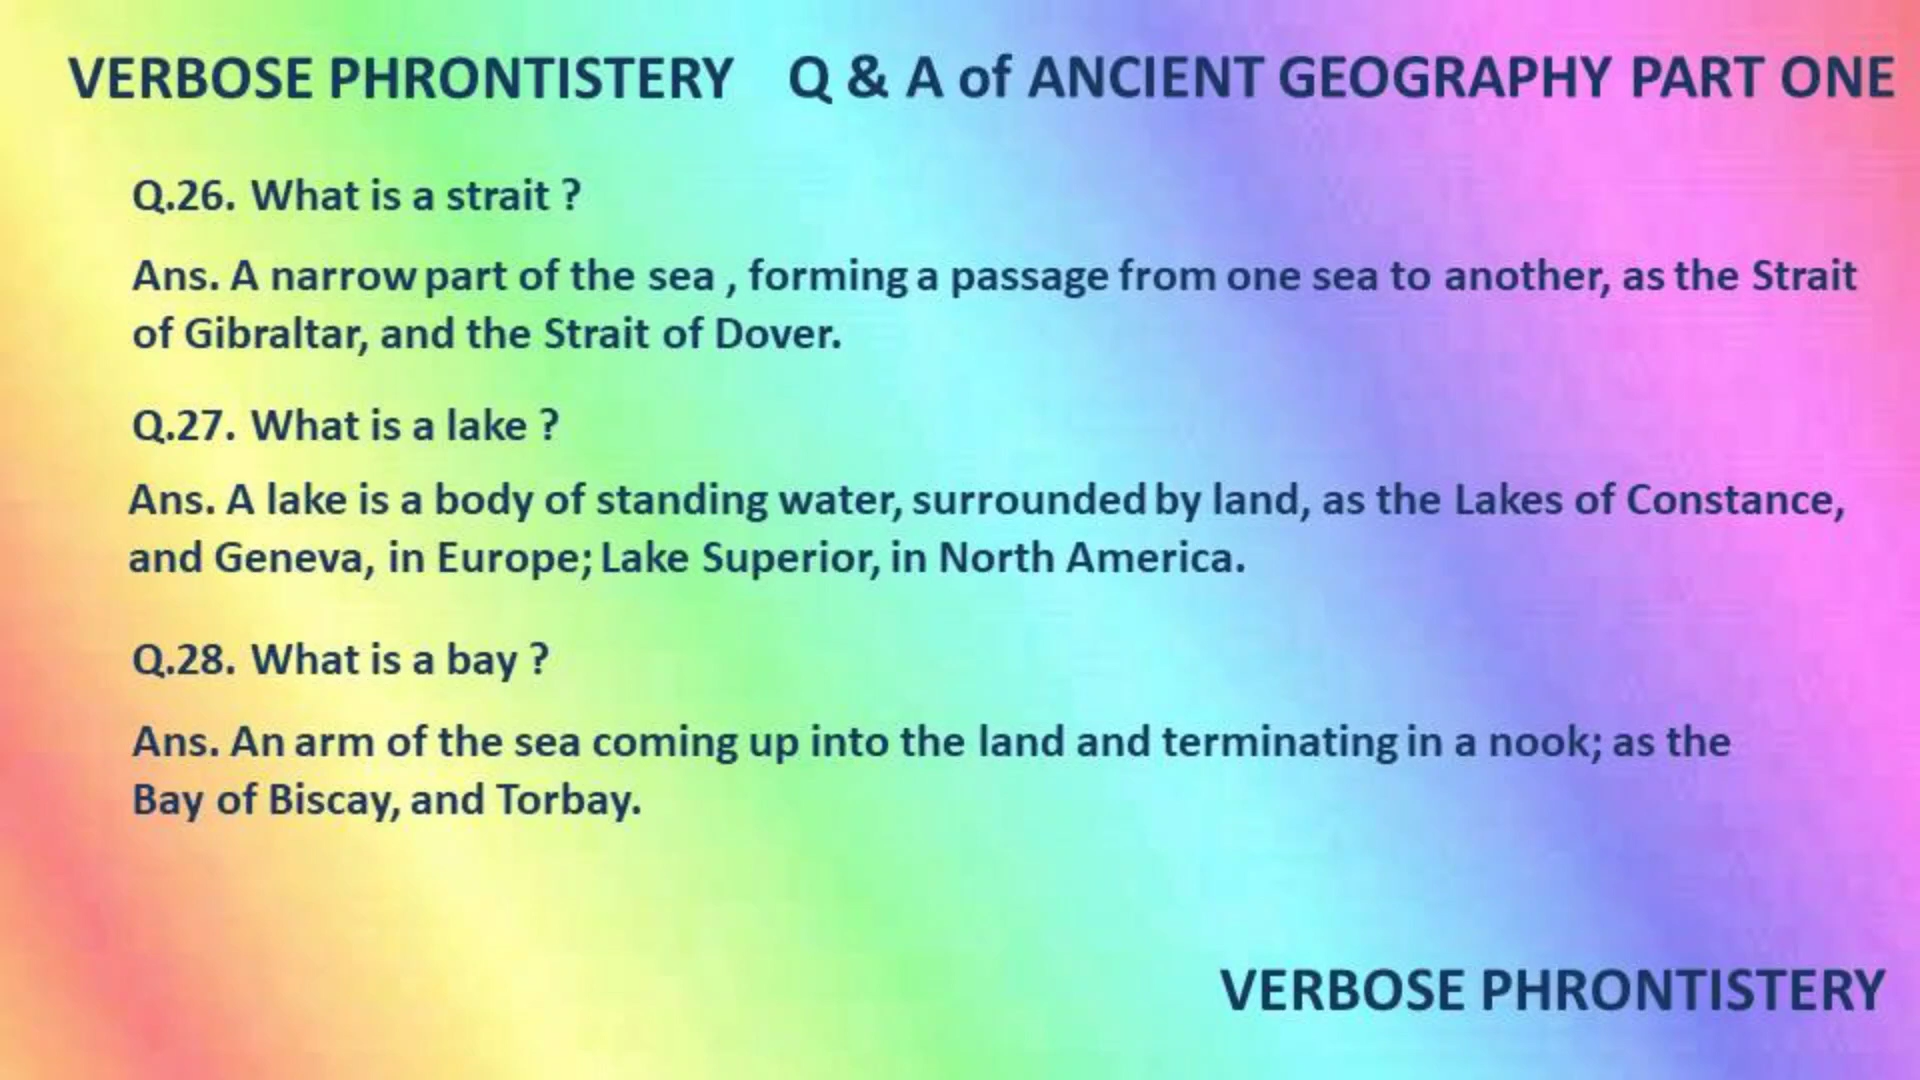 VERBOSE PHRONTISTERY Q & A of ANCIENT GEOGRAPHY PART ONE
Q.26. What is a strait ?
Ans. A narrow part of the sea , forming a passage from one sea to another, as the Strait
of Gibraltar, and the Strait of Dover.
Q.27. What is a lake ?
Ans. A lake is a body of standing water, surrounded by land, as the Lakes of Constance,
and Geneva, in Europe; Lake Superior, in North America.
Q.28. What is a bay ?
Ans. An arm of the sea coming up into the land and terminating in a nook; as the
Bay of Biscay, and Torbay.
VERBOSE PHRONTISTERY